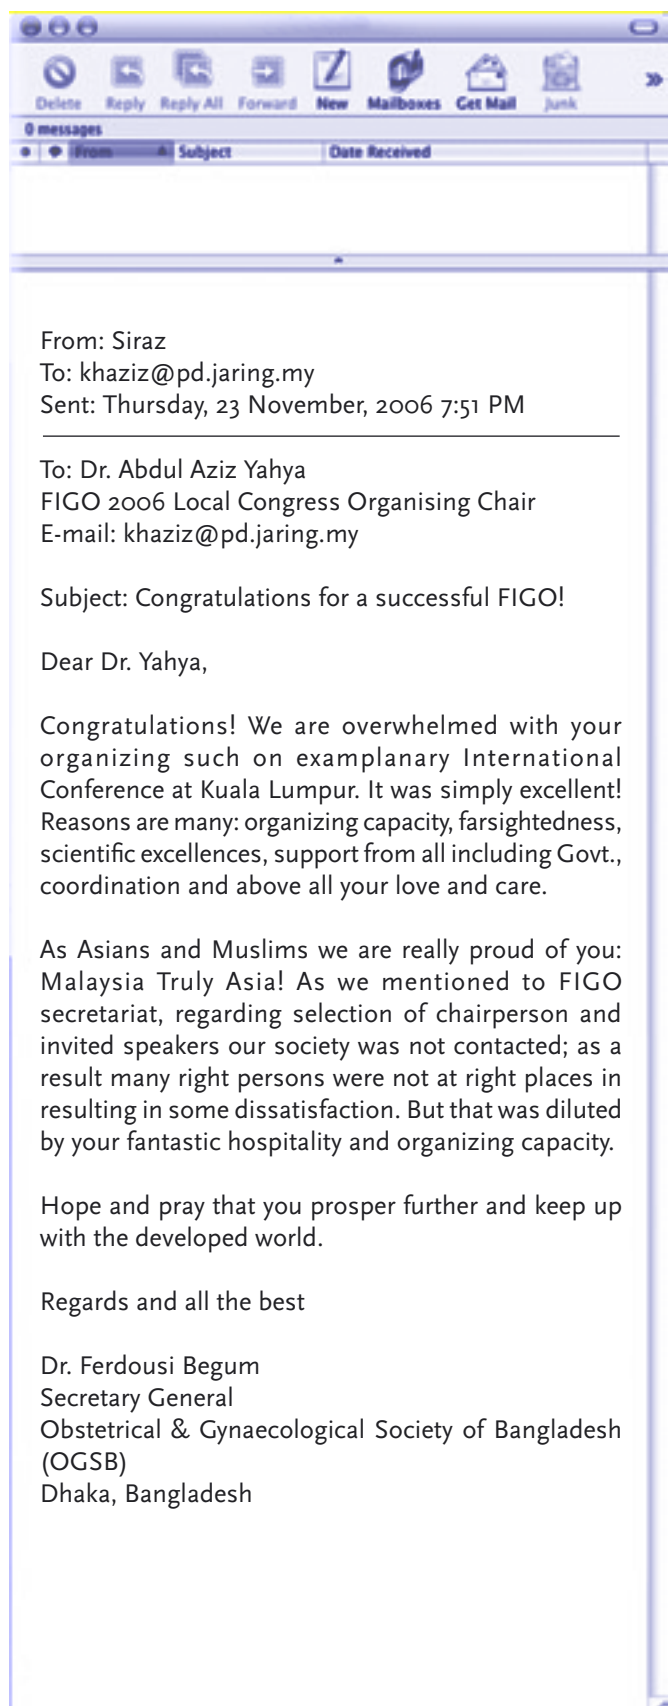 Delete Reply Reply All Forward New Mailboxes Get Mail Junk
0 messages
From Subject Date Received
From: Siraz
To: khaziz@pd.jaring.my
Sent: Thursday, 23 November, 2006 7:51 PM
To: Dr. Abdul Aziz Yahya
FIGO 2006 Local Congress Organising Chair
E-mail: khaziz@pd.jaring.my
Subject: Congratulations for a successful FIGO!
Dear Dr. Yahya,
Congratulations! We are overwhelmed with your
organizing such on examplanary International
Conference at Kuala Lumpur. It was simply excellent!
Reasons are many: organizing capacity, farsightedness,
scientific excellences, support from all including Govt.,
coordination and above all your love and care.
As Asians and Muslims we are really proud of you:
Malaysia Truly Asia! As we mentioned to FIGO
secretariat, regarding selection of chairperson and
invited speakers our society was not contacted; as a
result many right persons were not at right places in
resulting in some dissatisfaction. But that was diluted
by your fantastic hospitality and organizing capacity.
Hope and pray that you prosper further and keep up
with the developed world.
Regards and all the best
Dr. Ferdousi Begum
Secretary General
Obstetrical & Gynaecological Society of Bangladesh
(OGSB)
Dhaka, Bangladesh